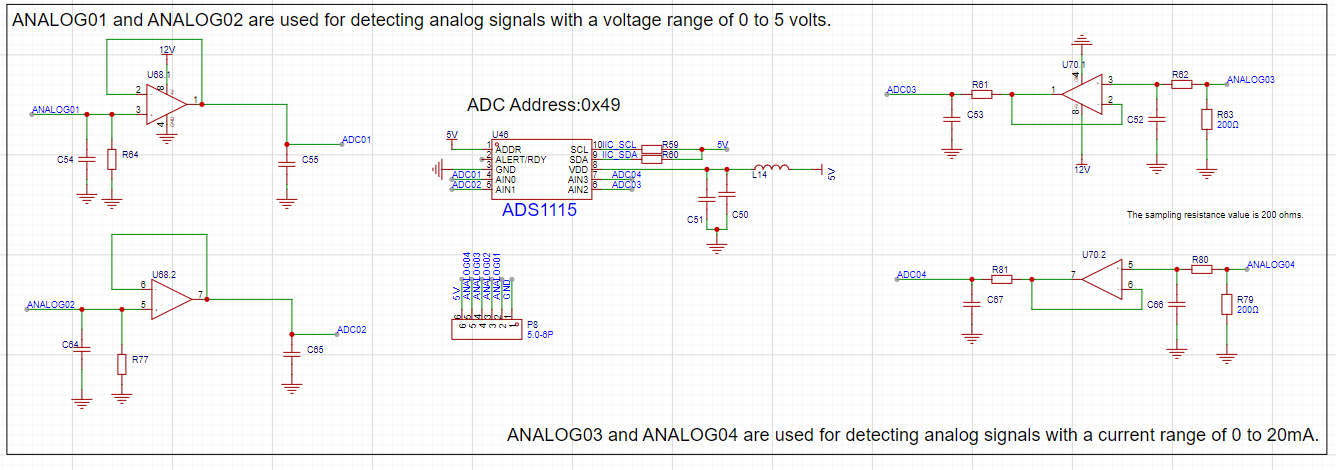 ANALOG01 and ANALOG02 are used for detecting analog signals with a voltage range of 0 to 5 volts.
12V
U68.1
8
2
1
3
4
GND
ANALOG01
C54
R64
ADC01
C55
ADC Address:0x49
5V
U46
1 ADDR
2 ALERT/RDY
3 GND
ADC01 4 AIN0
ADC02 5 AIN1
SCL 10 IIC_SCL R59 5V
SDA 9 IIC_SDA R60
VDD 8
AIN3 7 ADC04
AIN2 6 ADC03
L14
5V
C51
C50
ADS1115
U70.1
4
3
1
2
8
12V
ADC03
R61
C53
C52
R62
ANALOG03
R63
200Ω
The sampling resistance value is 200 ohms.
U68.2
6
7
5
ANALOG02
C64
R77
ADC02
C65
5V
ANALOG04
ANALOG03
ANALOG02
ANALOG01
GND
6 5 4 3 2 1
6 5 4 3 2 1
P8
5.0-6P
U70.2
5
7
6
ADC04
R81
C67
C66
R80
ANALOG04
R79
200Ω
ANALOG03 and ANALOG04 are used for detecting analog signals with a current range of 0 to 20mA.